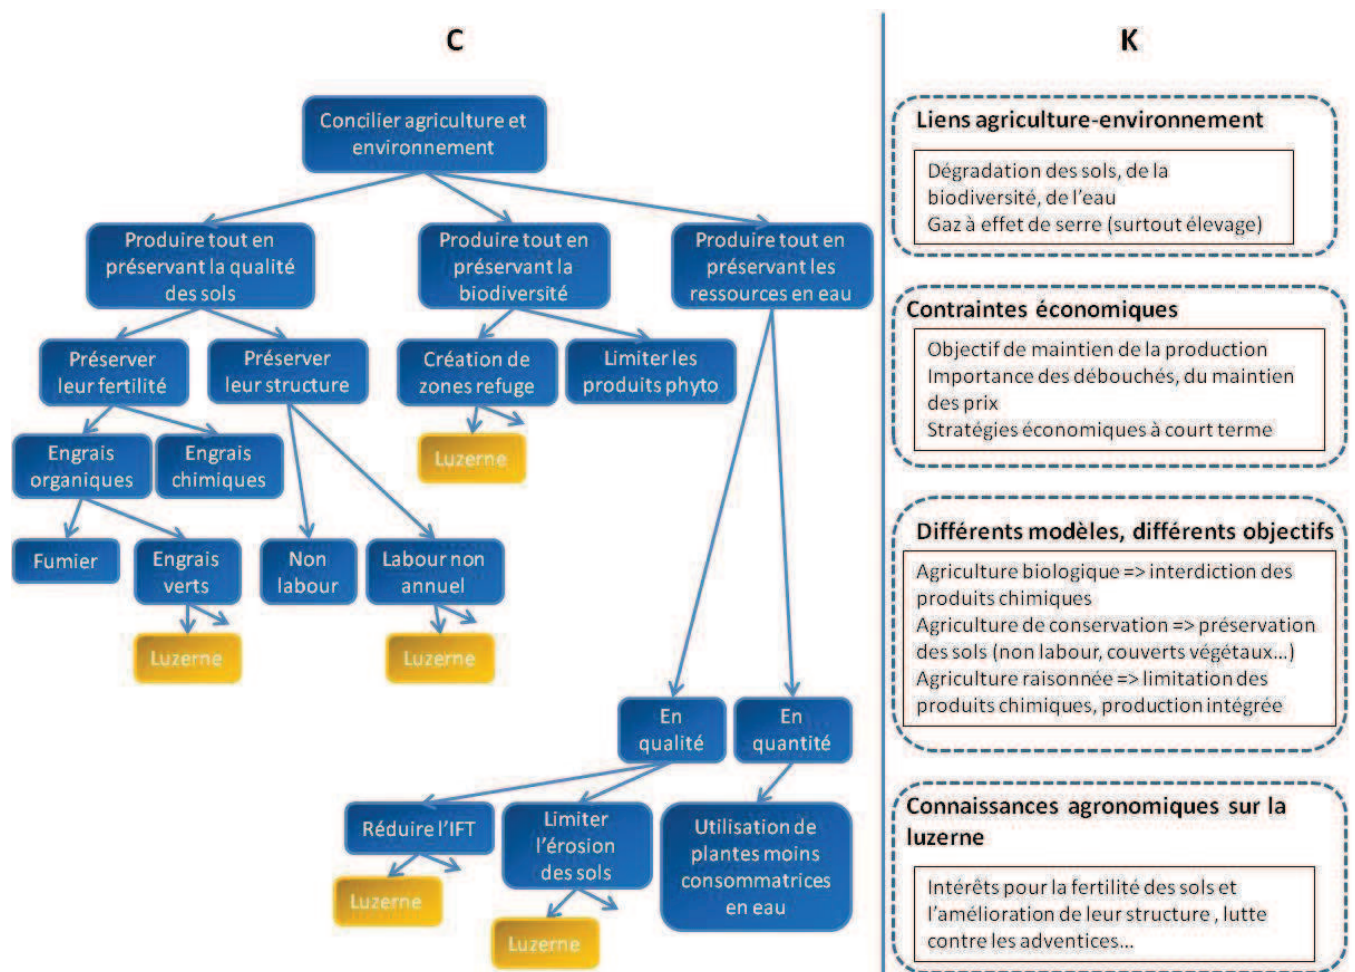 C
Concilier agriculture et
environnement
Produire tout en
préservant la qualité
des sols
Produire tout en
préservant la
biodiversité
Produire tout en
préservant les
ressources en eau
Préserver
leur fertilité
Préserver
leur structure
Création de
zones refuge
Limiter les
produits phyto
Engrais
organiques
Engrais
chimiques
Luzerne
Fumier
Engrais
verts
Non
labour
Labour non
annuel
Luzerne
Luzerne
En
qualité
En
quantité
Réduire l'IFT
Limiter
l'érosion
des sols
Utilisation de
plantes moins
consommatrices
en eau
Luzerne
Luzerne
K
Liens agriculture-environnement
Dégradation des sols, de la
biodiversité, de l'eau
Gaz à effet de serre (surtout élevage)
Contraintes économiques
Objectif de maintien de la production
Importance des débouchés, du maintien
des prix
Stratégies économiques à court terme
Différents modèles, différents objectifs
Agriculture biologique => interdiction des
produits chimiques
Agriculture de conservation => préservation
des sols (non labour, couverts végétaux...)
Agriculture raisonnée => limitation des
produits chimiques, production intégrée
Connaissances agronomiques sur la
luzerne
Intérêts pour la fertilité des sols et
l'amélioration de leur structure , lutte
contre les adventices...